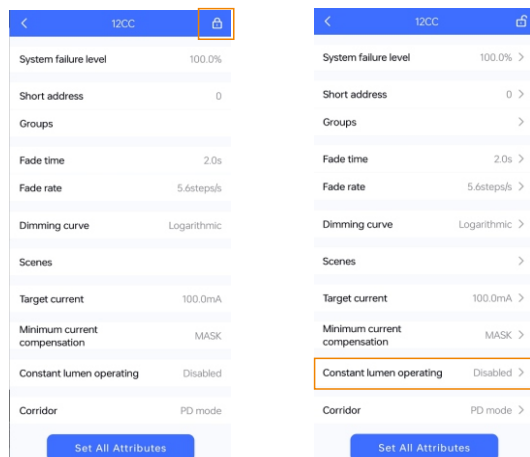 12CC
System failure level 100.0%
Short address 0
Groups
Fade time 2.0s
Fade rate 5.6steps/s
Dimming curve Logarithmic
Scenes
Target current 100.0mA
Minimum current
compensation MASK
Constant lumen operating Disabled
Corridor PD mode
Set All Attributes
12CC
System failure level 100.0%
Short address 0
Groups
Fade time 2.0s
Fade rate 5.6steps/s
Dimming curve Logarithmic
Scenes
Target current 100.0mA
Minimum current
compensation MASK
Constant lumen operating Disabled
Corridor PD mode
Set All Attributes